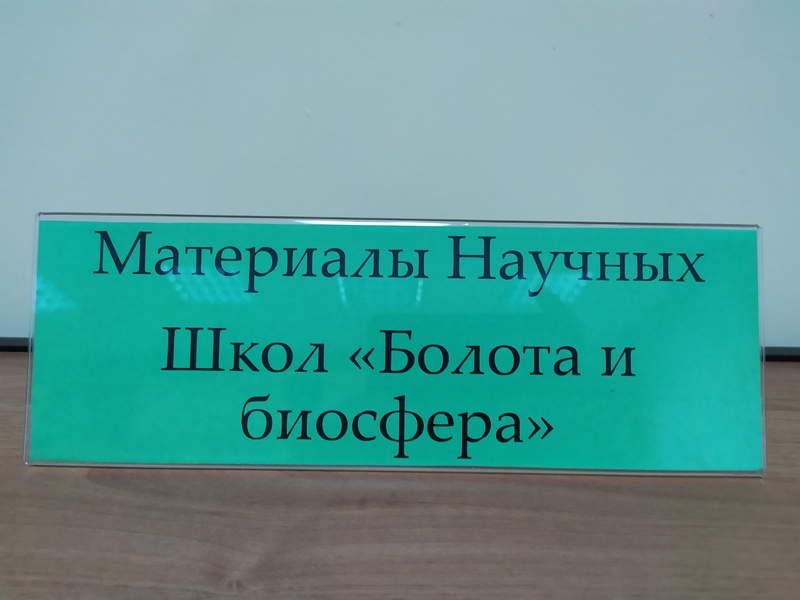 Материалы Научных
Школ «Болота и
биосфера»